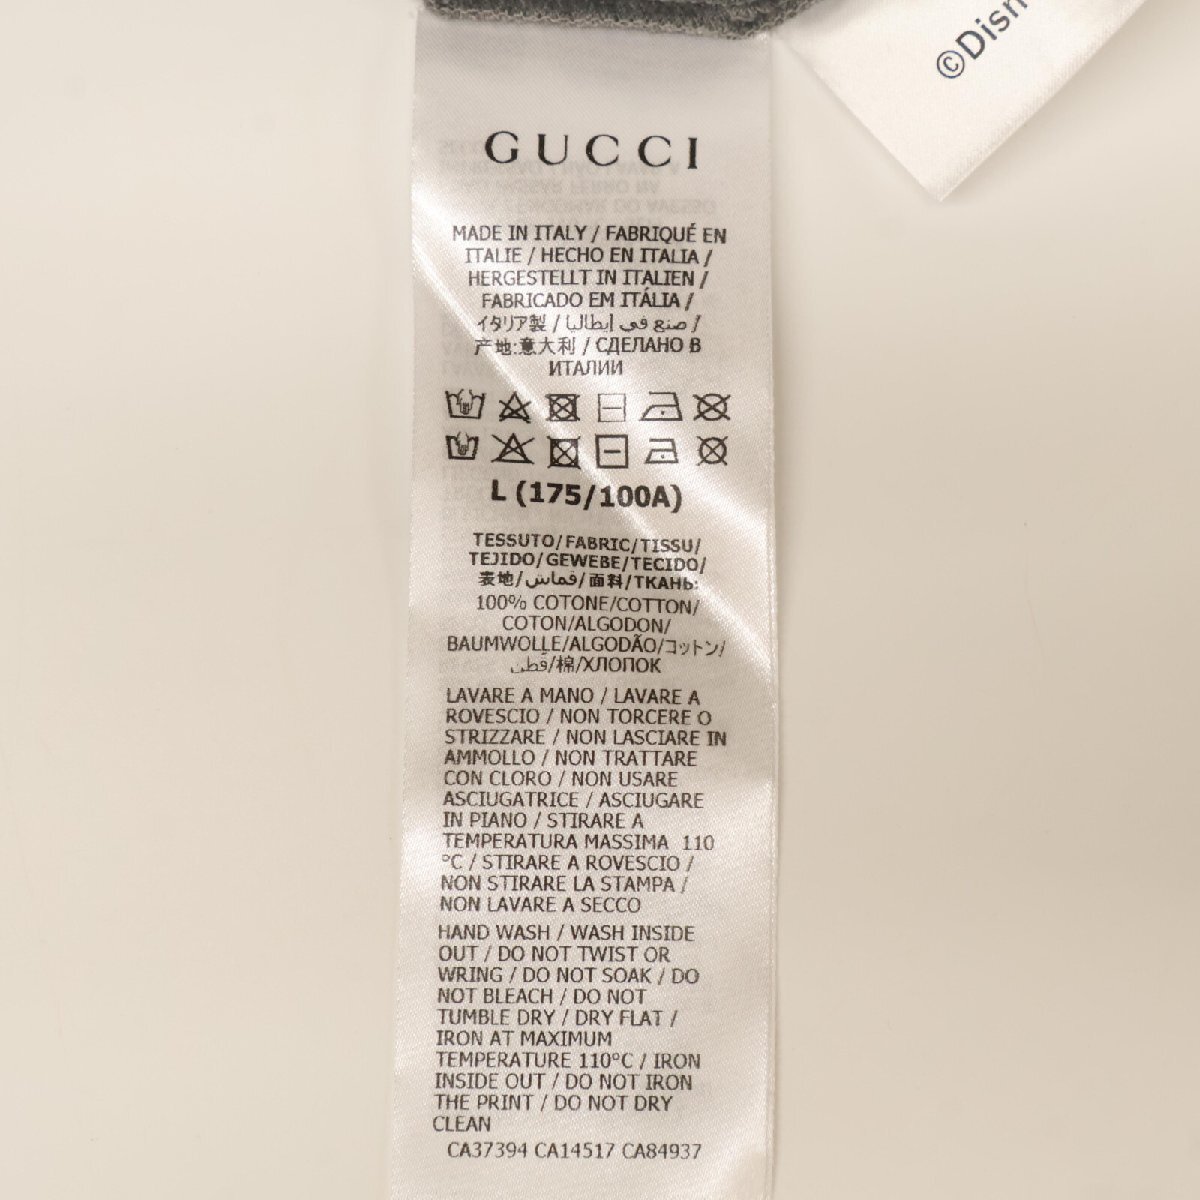 ©Disn
GUCCI
MADE IN ITALY / FABRIQUÉ EN
ITALIE / HECHO EN ITALIA /
HERGESTELLT IN ITALIEN /
FABRICADO EM ITÁLIA /
イタリア製 / صنع في إيطاليا /
产地:意大利 / СДЕЛАНО В
ИТАЛИИ
L (175/100A)
TESSUTO/FABRIC/TISSU/
TEJIDO/GEWEBE/TECIDO/
表地/قماش/面料/ТКАНЬ:
100% COTONE/COTTON/
COTON/ALGODON/
BAUMWOLLE/ALGODÃO/コットン/
قطن/棉/ХЛОПОК
LAVARE A MANO / LAVARE A
ROVESCIO / NON TORCERE O
STRIZZARE / NON LASCIARE IN
AMMOLLO / NON TRATTARE
CON CLORO / NON USARE
ASCIUGATRICE / ASCIUGARE
IN PIANO / STIRARE A
TEMPERATURA MASSIMA 110
°C / STIRARE A ROVESCIO /
NON STIRARE LA STAMPA /
NON LAVARE A SECCO
HAND WASH / WASH INSIDE
OUT / DO NOT TWIST OR
WRING / DO NOT SOAK / DO
NOT BLEACH / DO NOT
TUMBLE DRY / DRY FLAT /
IRON AT MAXIMUM
TEMPERATURE 110°C / IRON
INSIDE OUT / DO NOT IRON
THE PRINT / DO NOT DRY
CLEAN
CA37394 CA14517 CA84937